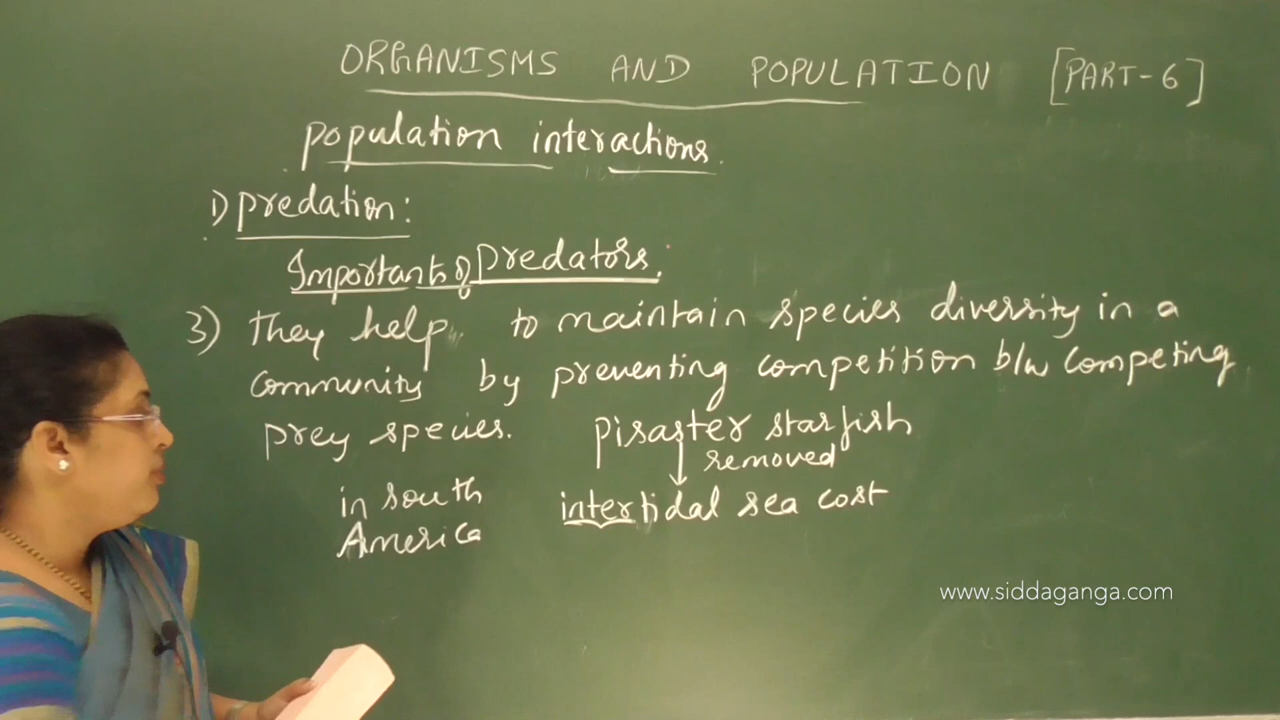 ORGANISMS AND POPULATION [PART-6]
Population interactions.
1) Predation:
Important of Predators.
3) They help to maintain species diversity in a
community by preventing competition b/w competing
prey species. Pisaster starfish
removed
in south intertidal sea cost
America
www.siddaganga.com